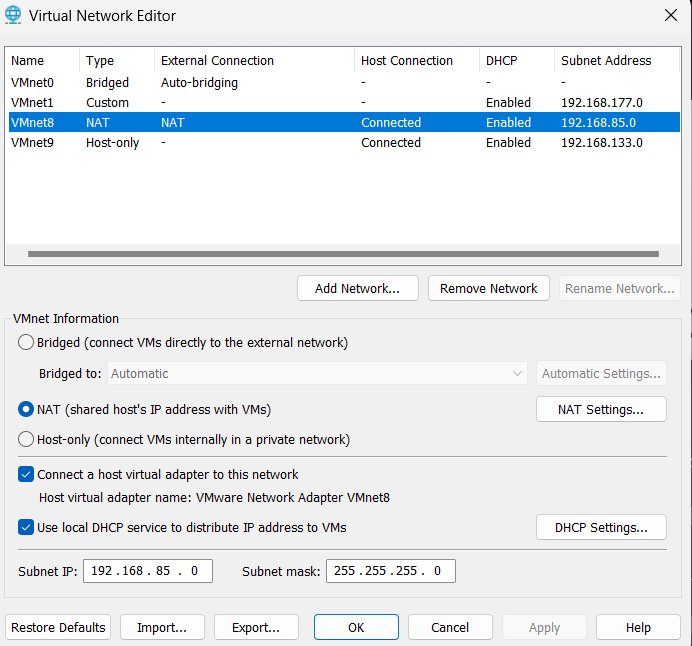 Virtual Network Editor
Name Type External Connection Host Connection DHCP Subnet Address
VMnet0 Bridged Auto-bridging - - -
VMnet1 Custom - - Enabled 192.168.177.0
VMnet8 NAT NAT Connected Enabled 192.168.85.0
VMnet9 Host-only - Connected Enabled 192.168.133.0
Add Network... Remove Network Rename Network...
VMnet Information
Bridged (connect VMs directly to the external network)
Bridged to: Automatic Automatic Settings...
NAT (shared host's IP address with VMs) NAT Settings...
Host-only (connect VMs internally in a private network)
Connect a host virtual adapter to this network
Host virtual adapter name: VMware Network Adapter VMnet8
Use local DHCP service to distribute IP address to VMs DHCP Settings...
Subnet IP: 192 . 168 . 85 . 0 Subnet mask: 255 . 255 . 255 . 0
Restore Defaults Import... Export... OK Cancel Apply Help